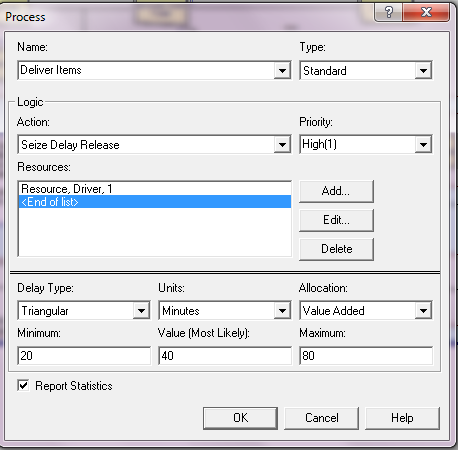 Process
Name: Type:
Deliver Items Standard
Logic
Action: Priority:
Seize Delay Release High(1)
Resources:
Resource, Driver, 1
<End of list>
Add...
Edit...
Delete
Delay Type: Units: Allocation:
Triangular Minutes Value Added
Minimum: Value (Most Likely): Maximum:
20 40 80
Report Statistics
OK Cancel Help